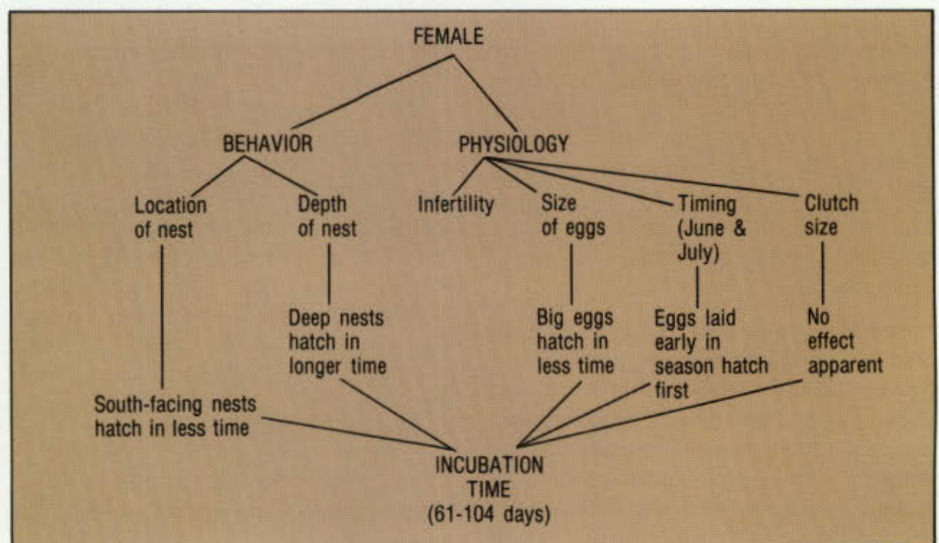 FEMALE
BEHAVIOR
PHYSIOLOGY
Location
of nest
Depth
of nest
Infertility
Size
of eggs
Timing
(June &
July)
Clutch
size
Deep nests
hatch in
longer time
Big eggs
hatch in
less time
Eggs laid
early in
season hatch
first
No
effect
apparent
South-facing nests
hatch in less time
INCUBATION
TIME
(61-104 days)